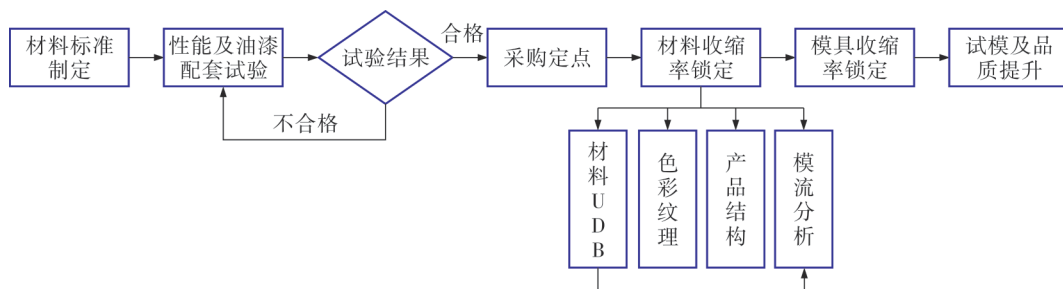 材料标准
制定
性能及油漆
配套试验
试验结果
合格
不合格
采购定点
材料收缩
率锁定
模具收缩
率锁定
试模及品
质提升
材料UDB
色彩纹理
产品结构
模流分析